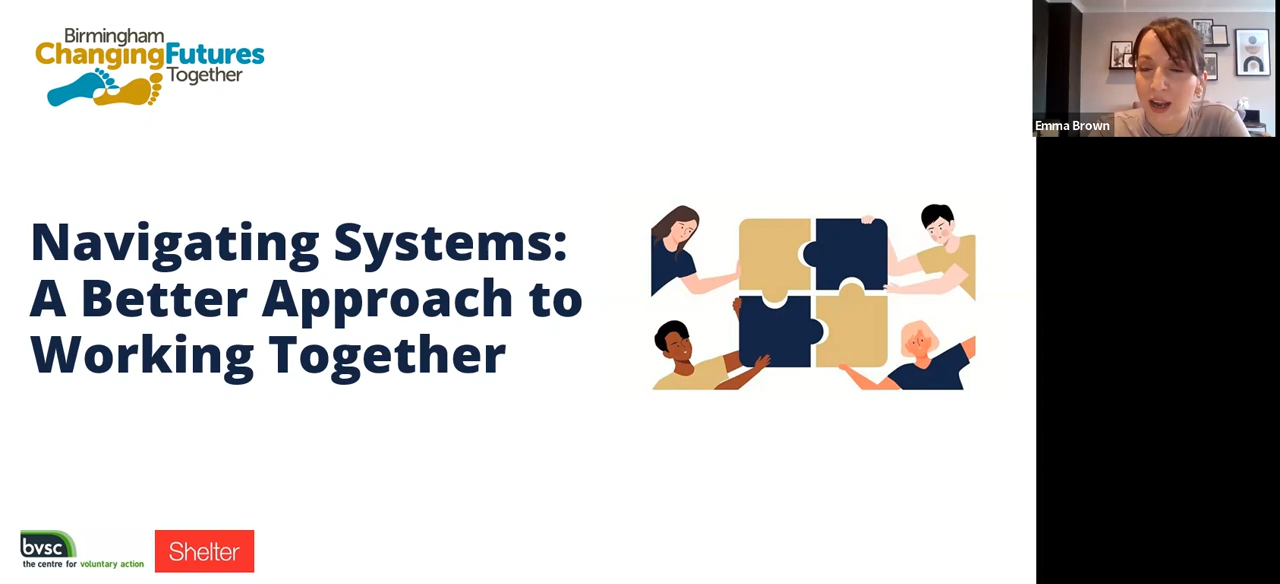 Birmingham
ChangingFutures
Together
Emma Brown
Navigating Systems:
A Better Approach to
Working Together
bvsc
the centre for voluntary action
Shelter